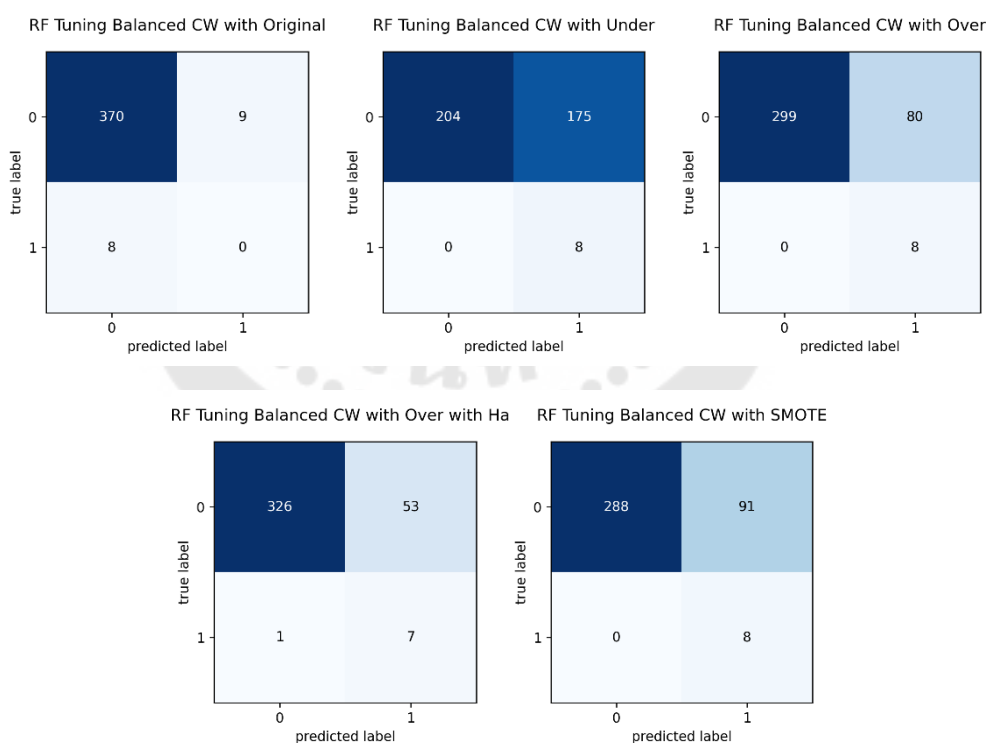 RF Tuning Balanced CW with Original
0
370
9
true label
1
8
0
0
1
predicted label
RF Tuning Balanced CW with Under
0
204
175
true label
1
0
8
0
1
predicted label
RF Tuning Balanced CW with Over
0
299
80
true label
1
0
8
0
1
predicted label
RF Tuning Balanced CW with Over with Ha
0
326
53
true label
1
1
7
0
1
predicted label
RF Tuning Balanced CW with SMOTE
0
288
91
true label
1
0
8
0
1
predicted label